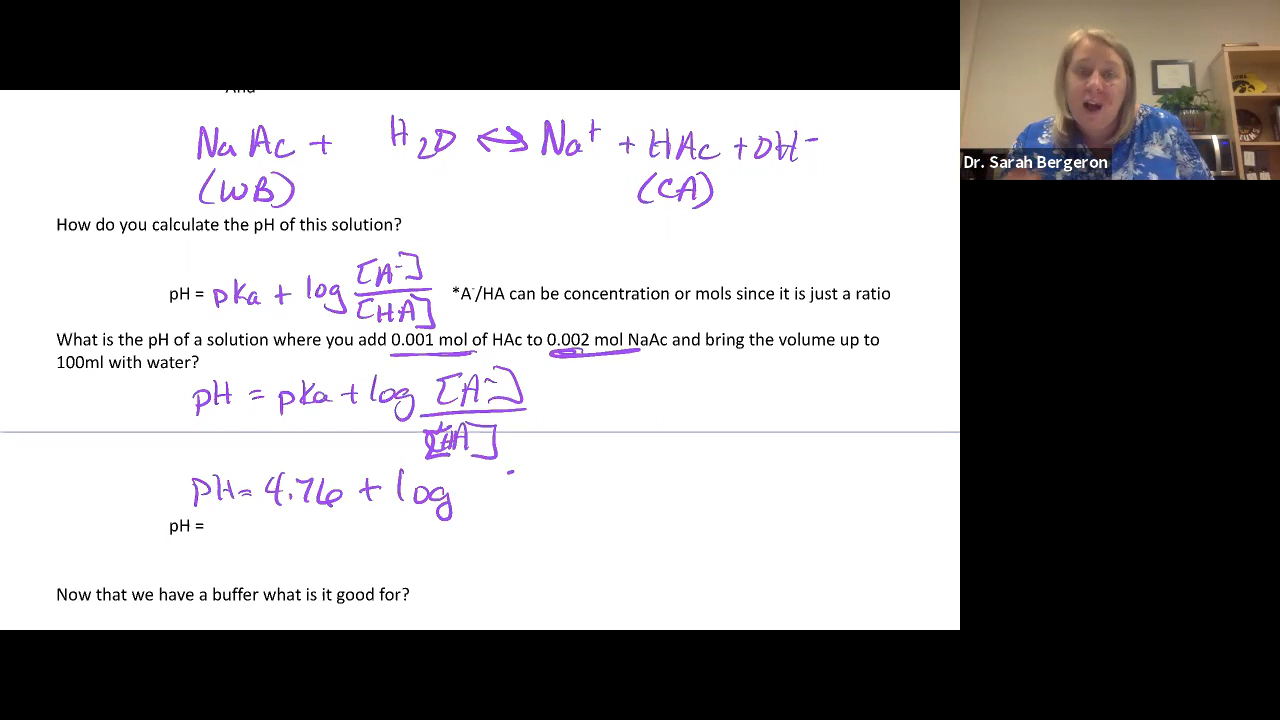 And
NaAc + H2O ↔ Na+ + HAc + OH-
(WB) (CA)
How do you calculate the pH of this solution?
pH = pKa + log [A-]/[HA] *A-/HA can be concentration or mols since it is just a ratio
What is the pH of a solution where you add 0.001 mol of HAc to 0.002 mol NaAc and bring the volume up to
100ml with water?
pH = pKa + log [A-]/[HA]
pH = 4.76 + log
pH =
Now that we have a buffer what is it good for?
Dr. Sarah Bergeron
IOWA